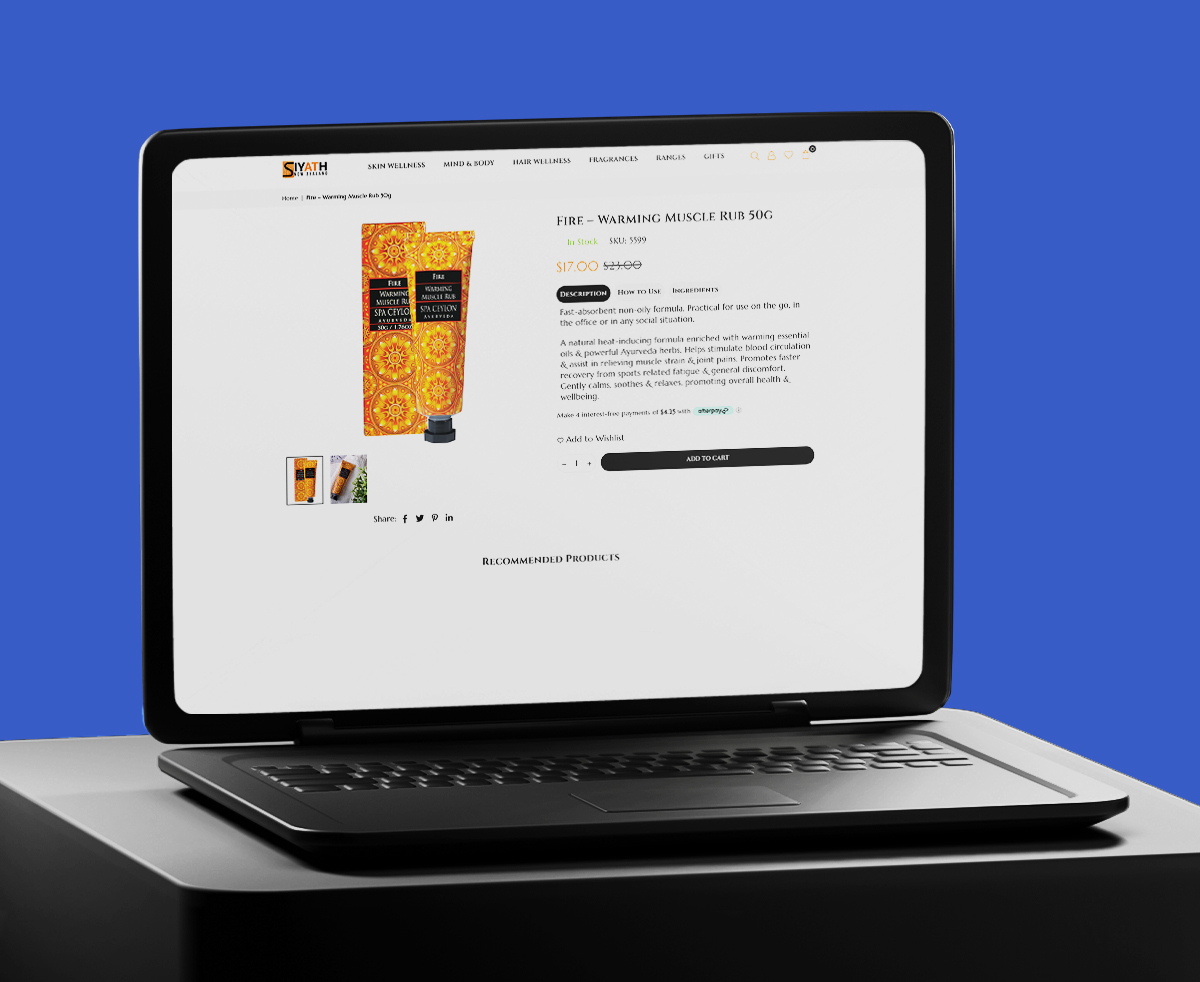 SIYATH
NEW ZEALAND
SKIN WELLNESS MIND & BODY HAIR WELLNESS FRAGRANCES RANGES GIFTS
0
Home | Fire – Warming Muscle Rub 50g
FIRE
WARMING
MUSCLE RU
SPA CEYLO
AYURVEDA
50G / 1.76OZ
FIRE
WARMING
MUSCLE RUB
SPA CEYLON
AYURVEDA
Share:
FIRE – WARMING MUSCLE RUB 50G
In Stock SKU: 5599
$17.00 $23.00
DESCRIPTION HOW TO USE INGREDIENTS
Fast-absorbent non-oily formula. Practical for use on the go, in
the office or in any social situation.
A natural heat-inducing formula enriched with warming essential
oils & powerful Ayurveda herbs. Helps stimulate blood circulation
& assist in relieving muscle strain & joint pains. Promotes faster
recovery from sports related fatigue & general discomfort.
Gently calms, soothes & relaxes, promoting overall health &
wellbeing.
Make 4 interest-free payments of $4.25 with afterpay
Add to Wishlist
– 1 + ADD TO CART
RECOMMENDED PRODUCTS